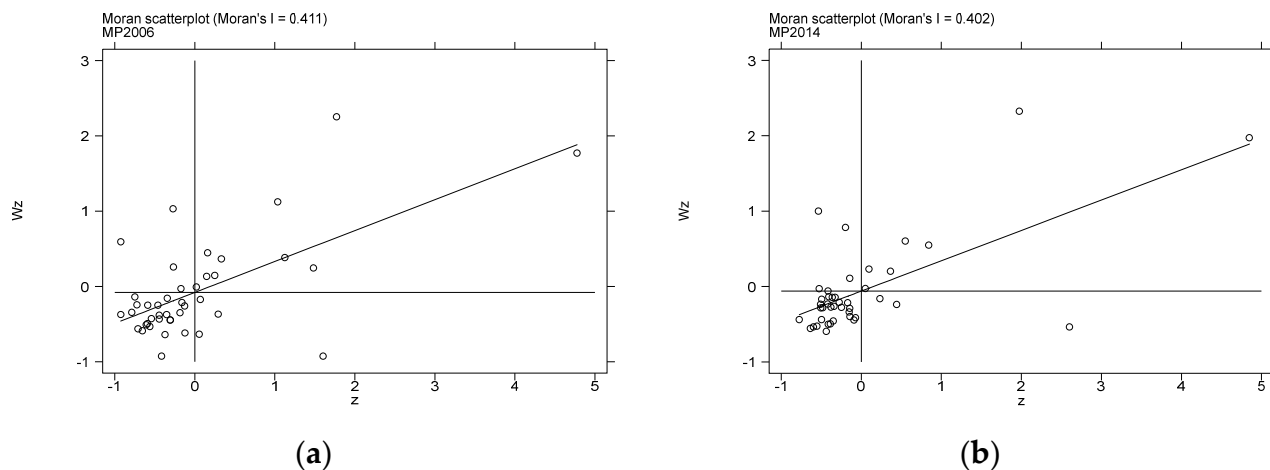 Moran scatterplot (Moran's I = 0.411)
MP2006
3
2
1
0
-1
Wz
-1 0 1 2 3 4 5
z
(a)
Moran scatterplot (Moran's I = 0.402)
MP2014
3
2
1
0
-1
Wz
-1 0 1 2 3 4 5
z
(b)